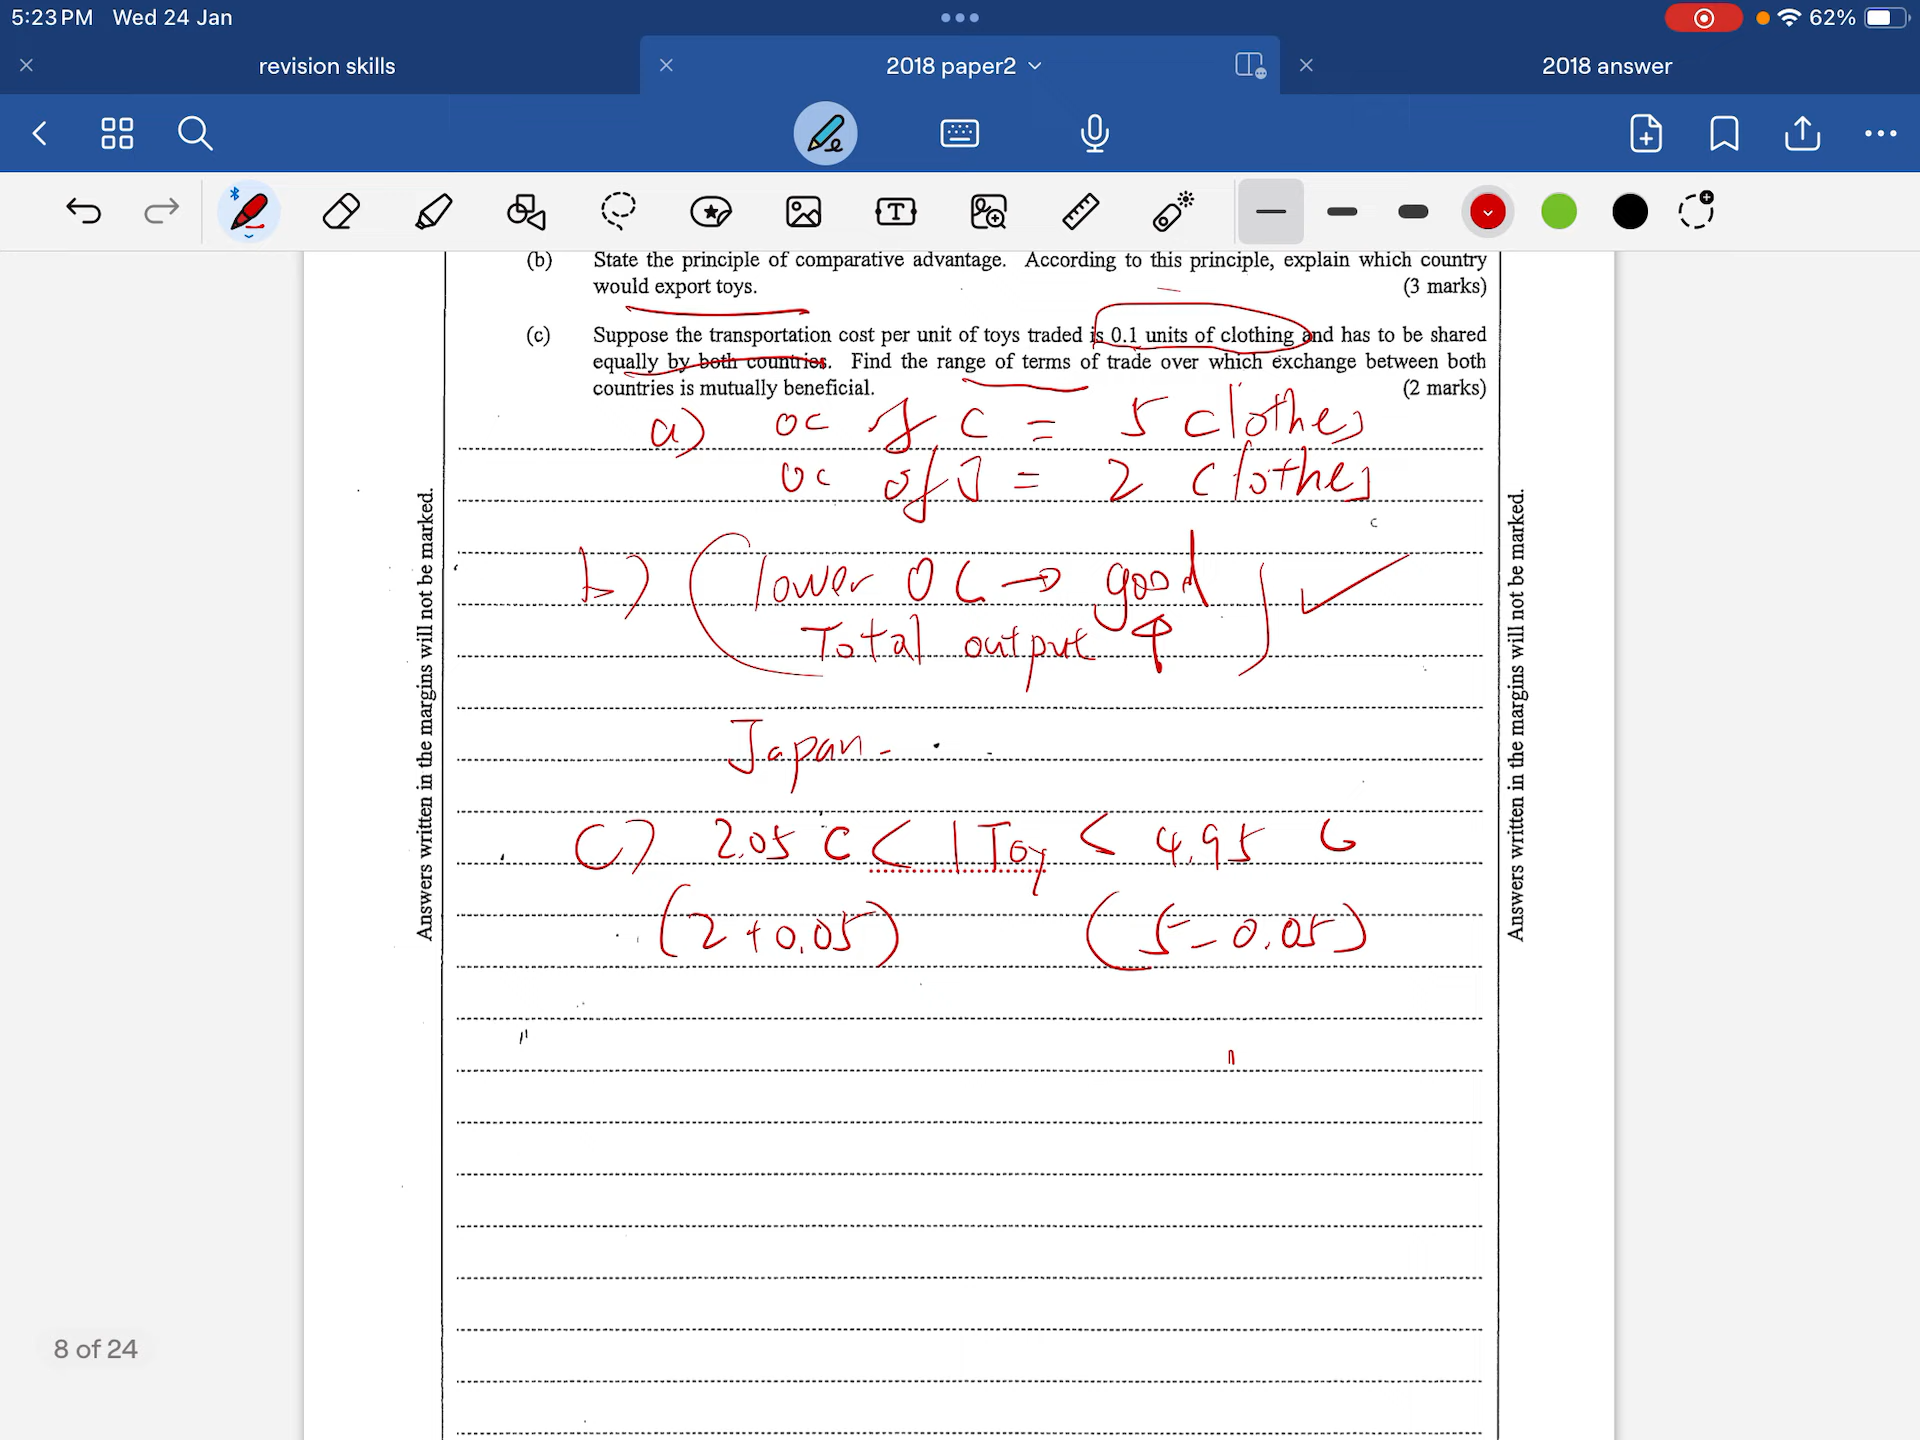 5:23 PM Wed 24 Jan
62%
revision skills
2018 paper2
2018 answer
(b) State the principle of comparative advantage. According to this principle, explain which country
would export toys. (3 marks)
(c) Suppose the transportation cost per unit of toys traded is 0.1 units of clothing and has to be shared
equally by both countries. Find the range of terms of trade over which exchange between both
countries is mutually beneficial. (2 marks)
a) OC of C = 5 clothes
OC of J = 2 clothes
b) (lower OC → good
Total output ↑) ✓
Japan -
C) 2.05 C < 1 Toy < 4.95 C
(2+0.05) (5-0.05)
Answers written in the margins will not be marked.
Answers written in the margins will not be marked.
8 of 24